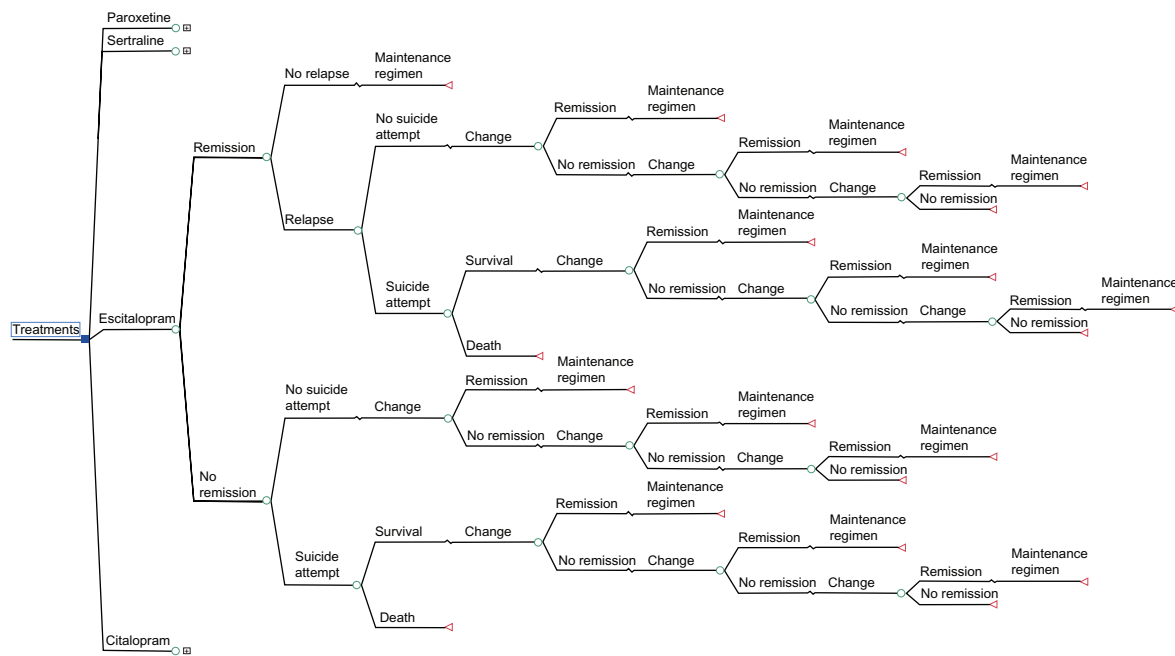 Paroxetine
Sertraline
Maintenance
regimen
No relapse
Maintenance
regimen
Maintenance
regimen
Remission
No suicide
attempt
Change
Maintenance
regimen
Remission
Remission
No remission
Change
Remission
No remission
Change
No remission
Relapse
Maintenance
regimen
Remission
Maintenance
regimen
Survival
Change
Remission
Maintenance
regimen
Suicide
attempt
No remission
Change
Remission
No remission
Change
No remission
Escitalopram
Treatments
Death
Maintenance
regimen
No suicide
attempt
Remission
Maintenance
regimen
Change
Remission
Maintenance
regimen
No remission
Change
Remission
No remission
Change
No remission
No
remission
Maintenance
regimen
Remission
Maintenance
regimen
Survival
Change
Remission
Maintenance
regimen
Suicide
attempt
No remission
Change
Remission
No remission
Change
No remission
Death
Citalopram